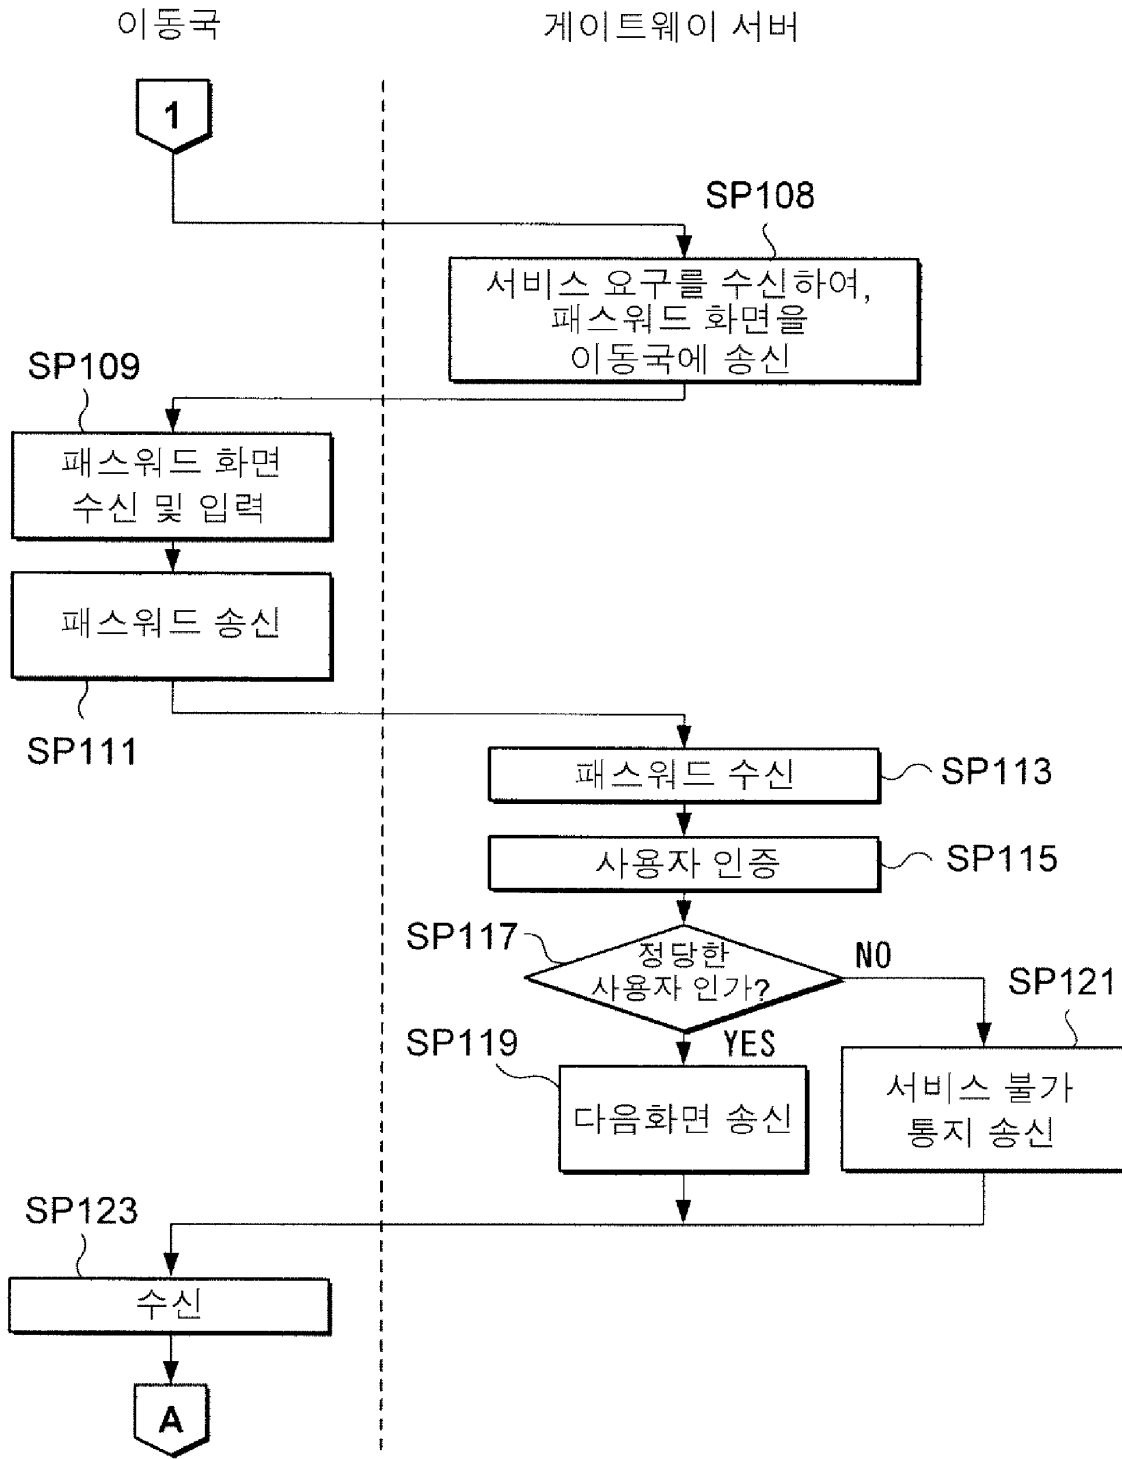 이동국
게이트웨이 서버
1
SP108
서비스 요구를 수신하여,
패스워드 화면을
이동국에 송신
SP109
패스워드 화면
수신 및 입력
패스워드 송신
SP111
패스워드 수신
SP113
사용자 인증
SP115
SP117
정당한
사용자 인가?
NO
SP121
YES
SP119
다음화면 송신
서비스 불가
통지 송신
SP123
수신
A